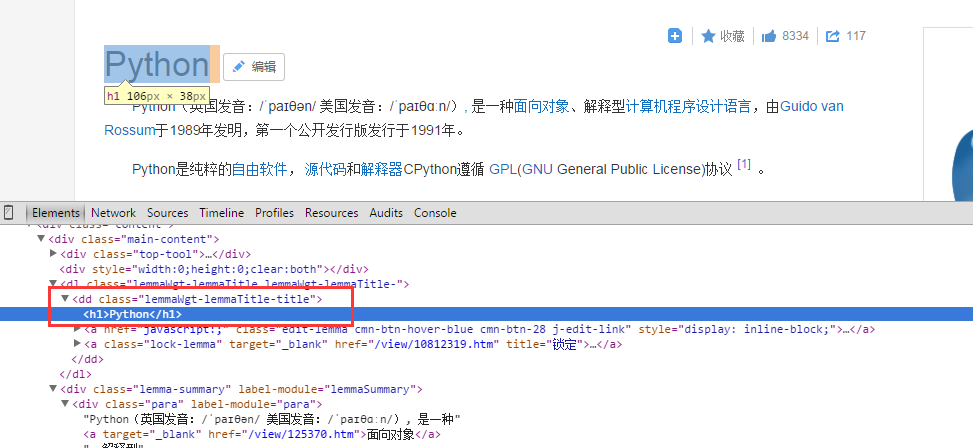 收藏 8334 117
Python 编辑
h1 106px × 38px
Python（英国发音：/ˈpaɪθən/ 美国发音：/ˈpaɪθɑːn/）, 是一种面向对象、解释型计算机程序设计语言，由Guido van
Rossum于1989年发明，第一个公开发行版发行于1991年。
Python是纯粹的自由软件， 源代码和解释器CPython遵循 GPL(GNU General Public License)协议 [1] 。
Elements Network Sources Timeline Profiles Resources Audits Console
<div class="content">
<div class="main-content">
<div class="top-tool">…</div>
<div style="width:0;height:0;clear:both"></div>
<dl class="lemmaWgt-lemmaTitle lemmaWgt-lemmaTitle-">
<dd class="lemmaWgt-lemmaTitle-title">
<h1>Python</h1>
<a href="javascript:;" class="edit-lemma cmn-btn-hover-blue cmn-btn-28 j-edit-link" style="display: inline-block;">…</a>
<a class="lock-lemma" target="_blank" href="/view/10812319.htm" title="锁定">…</a>
</dd>
</dl>
<div class="lemma-summary" label-module="lemmaSummary">
<div class="para" label-module="para">
"Python（英国发音：/ˈpaɪθən/ 美国发音：/ˈpaɪθɑːn/）, 是一种"
<a target="_blank" href="/view/125370.htm">面向对象</a>